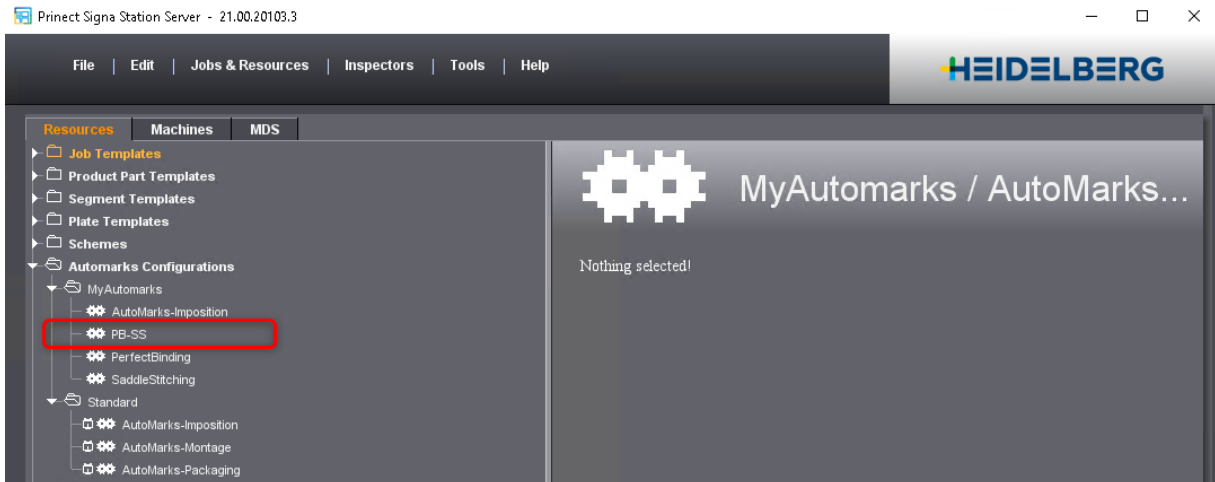 Prinect Signa Station Server - 21.00.20103.3
File | Edit | Jobs & Resources | Inspectors | Tools | Help
HEIDELBERG
Resources Machines MDS
Job Templates
Product Part Templates
Segment Templates
Plate Templates
Schemes
Automarks Configurations
MyAutomarks
AutoMarks-Imposition
PB-SS
PerfectBinding
SaddleStitching
Standard
AutoMarks-Imposition
AutoMarks-Montage
AutoMarks-Packaging
MyAutomarks / AutoMarks...
Nothing selected!